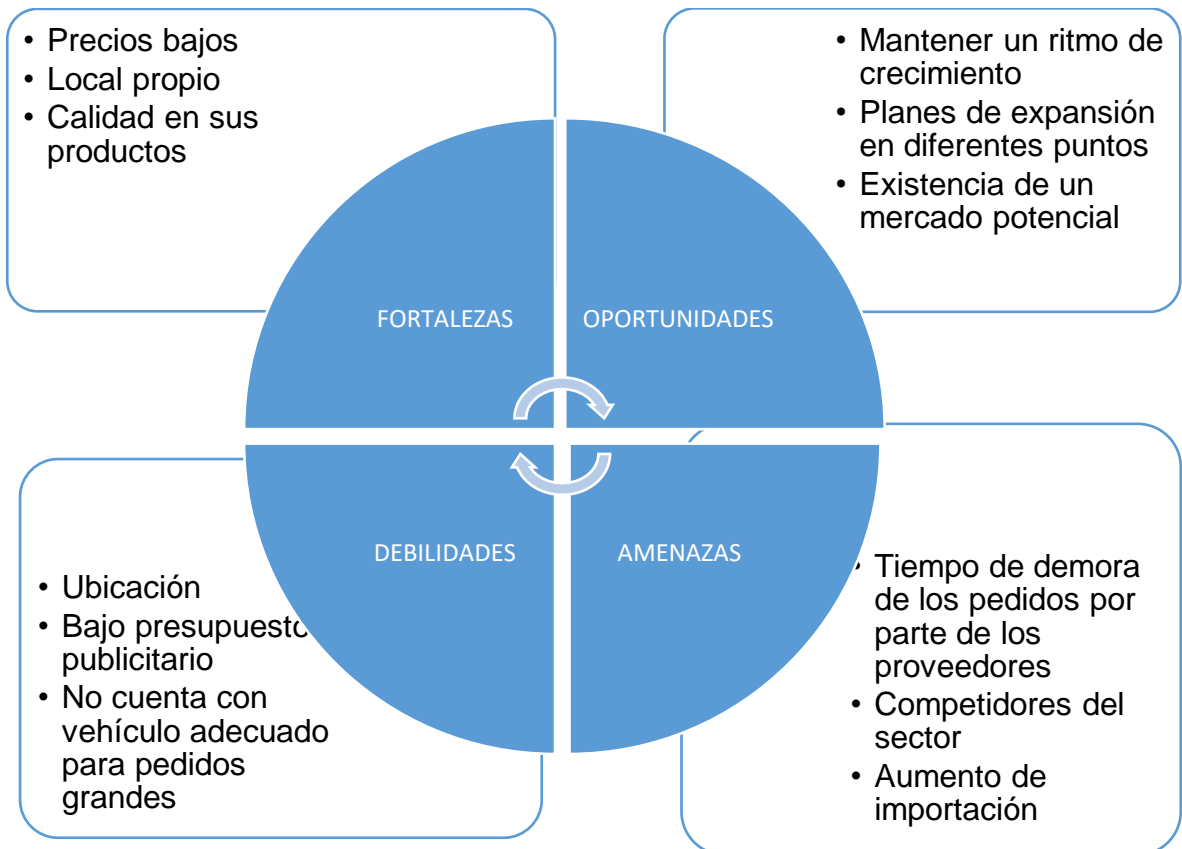 • Precios bajos
• Local propio
• Calidad en sus
productos
• Mantener un ritmo de
crecimiento
• Planes de expansión
en diferentes puntos
• Existencia de un
mercado potencial
FORTALEZAS
OPORTUNIDADES
DEBILIDADES
AMENAZAS
• Ubicación
• Bajo presupuesto
publicitario
• No cuenta con
vehículo adecuado
para pedidos
grandes
• Tiempo de demora
de los pedidos por
parte de los
proveedores
• Competidores del
sector
• Aumento de
importación